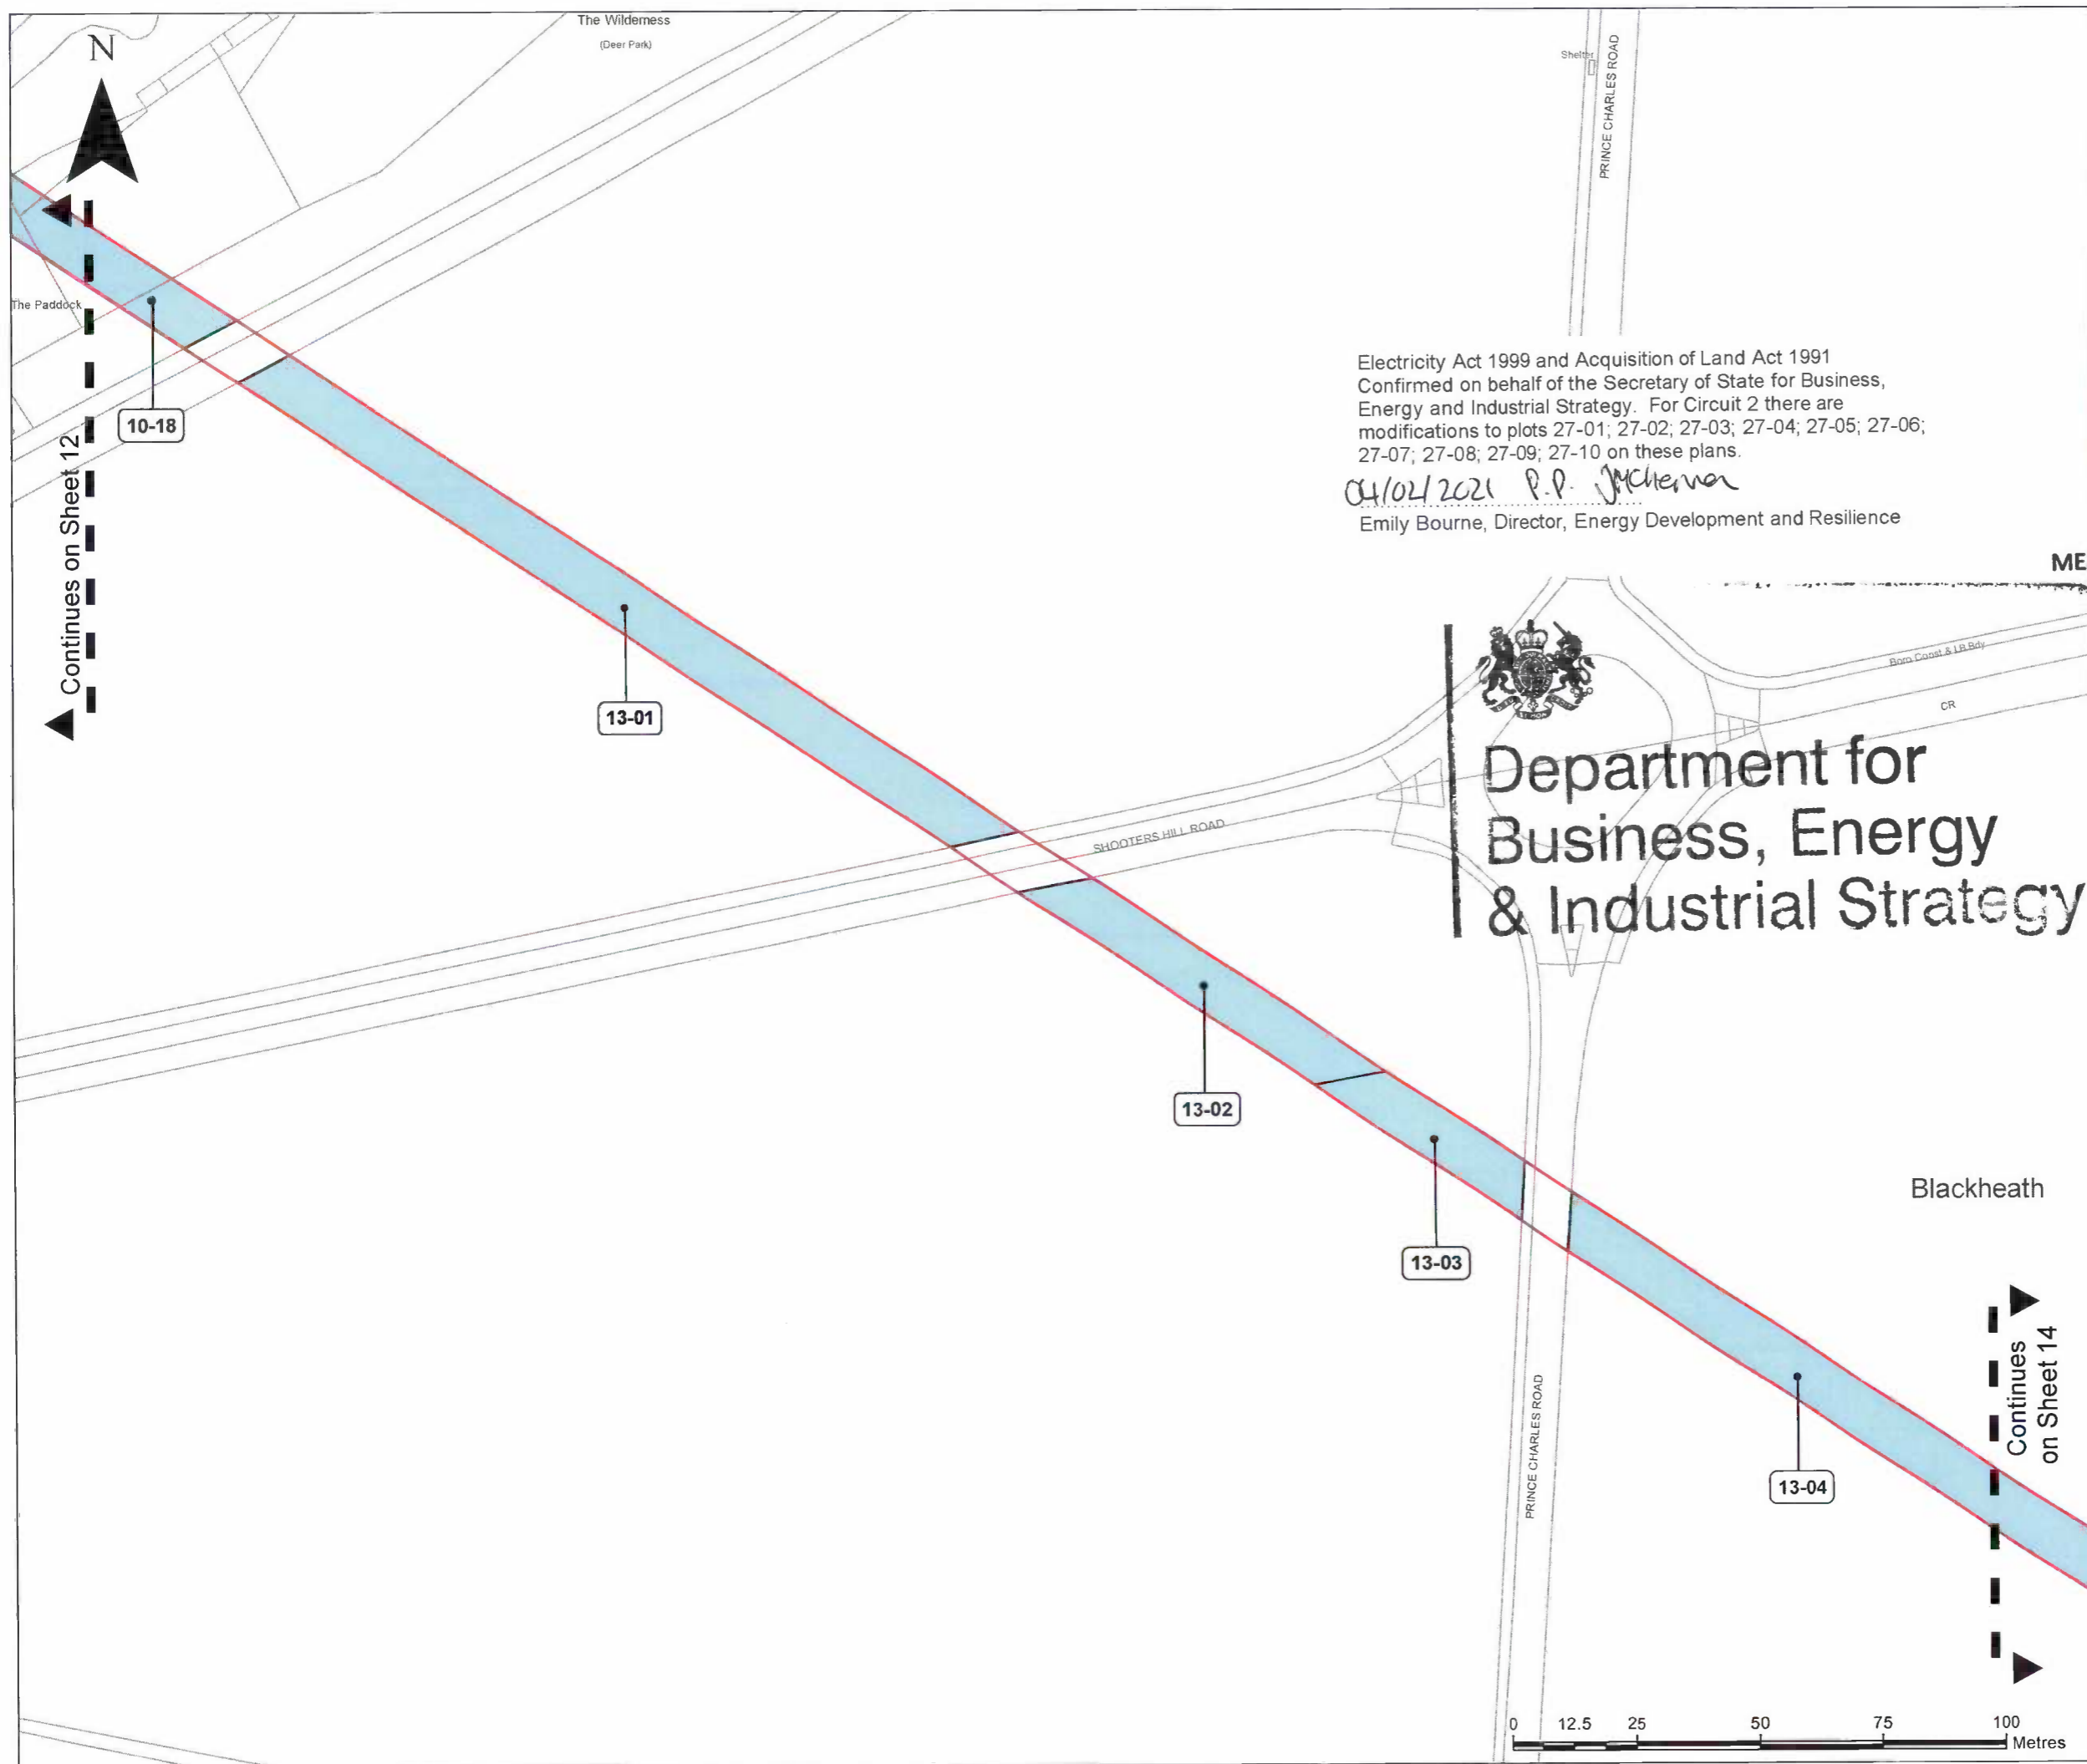 The Wilderness
(Deer Park)
N
Shelter
PRINCE CHARLES ROAD
The Paddock
10-18
Continues on Sheet 12
Electricity Act 1999 and Acquisition of Land Act 1991
Confirmed on behalf of the Secretary of State for Business,
Energy and Industrial Strategy. For Circuit 2 there are
modifications to plots 27-01; 27-02; 27-03; 27-04; 27-05; 27-06;
27-07; 27-08; 27-09; 27-10 on these plans.
04/02/2021 P.P.
Emily Bourne, Director, Energy Development and Resilience
ME
Boro Const & LB Bdy
CR
13-01
Department for
Business, Energy
& Industrial Strategy
SHOOTERS HILL ROAD
13-02
13-03
Blackheath
PRINCE CHARLES ROAD
13-04
Continues
on Sheet 14
0 12.5 25 50 75 100
Metres